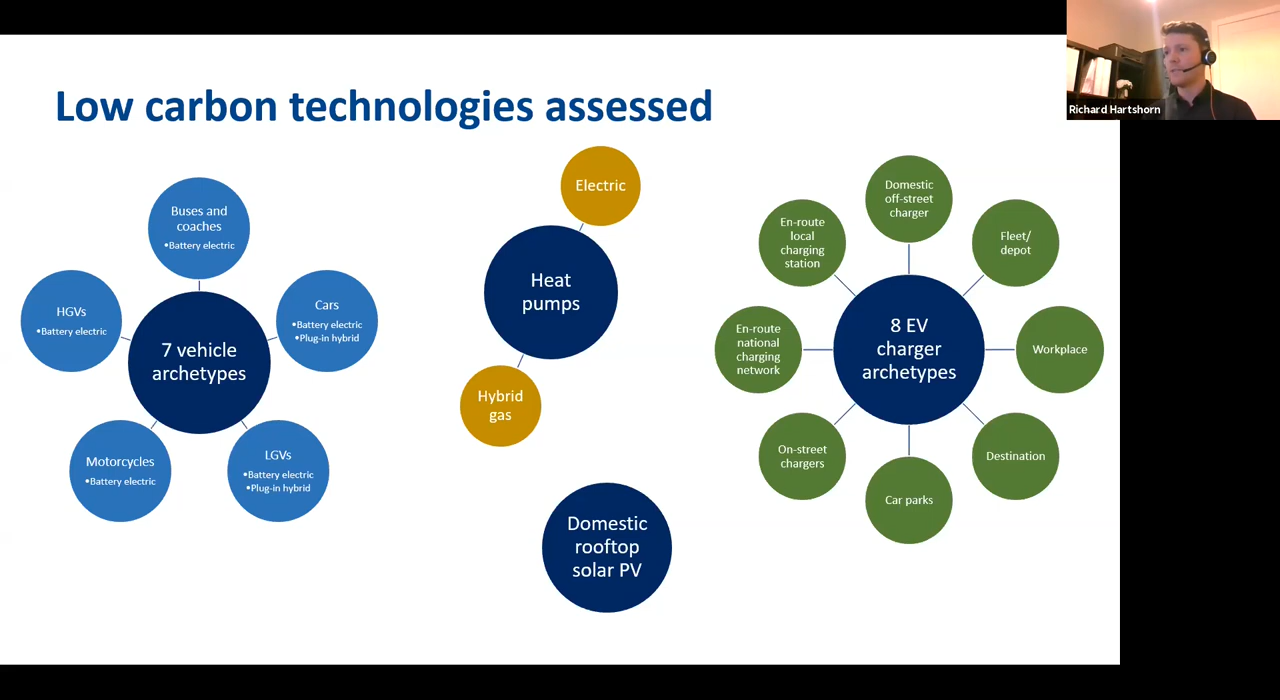 Low carbon technologies assessed
Richard Hartshorn
Buses and
coaches
•Battery electric
HGVs
•Battery electric
Cars
•Battery electric
•Plug-in hybrid
7 vehicle
archetypes
Motorcycles
•Battery electric
LGVs
•Battery electric
•Plug-in hybrid
Electric
Heat
pumps
Hybrid
gas
Domestic
rooftop
solar PV
Domestic
off-street
charger
En-route
local
charging
station
Fleet/
depot
En-route
national
charging
network
8 EV
charger
archetypes
Workplace
On-street
chargers
Destination
Car parks